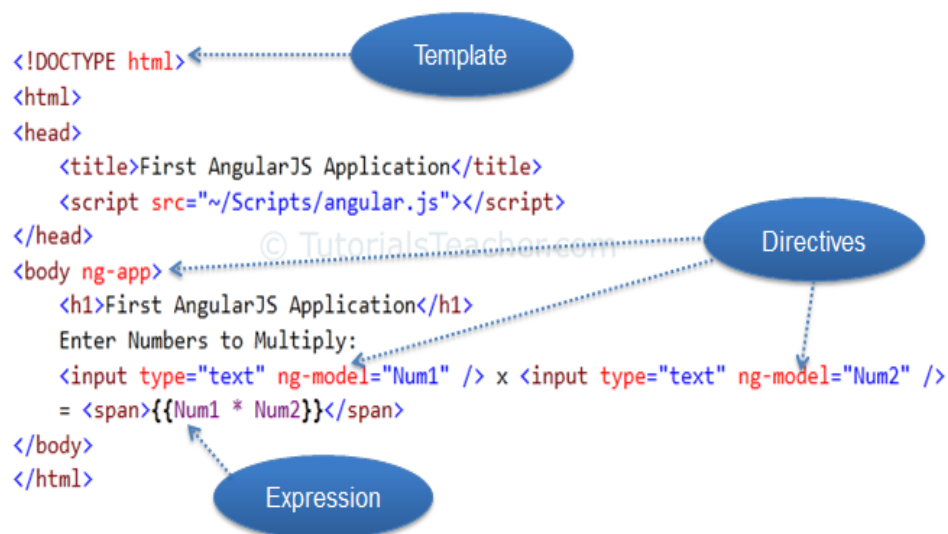 Template
<!DOCTYPE html>
<html>
<head>
<title>First AngularJS Application</title>
<script src="~/Scripts/angular.js"></script>
</head>
© TutorialsTeacher.com
Directives
<body ng-app>
<h1>First AngularJS Application</h1>
Enter Numbers to Multiply:
<input type="text" ng-model="Num1" /> x <input type="text" ng-model="Num2" />
= <span>{{Num1 * Num2}}</span>
</body>
</html>
Expression